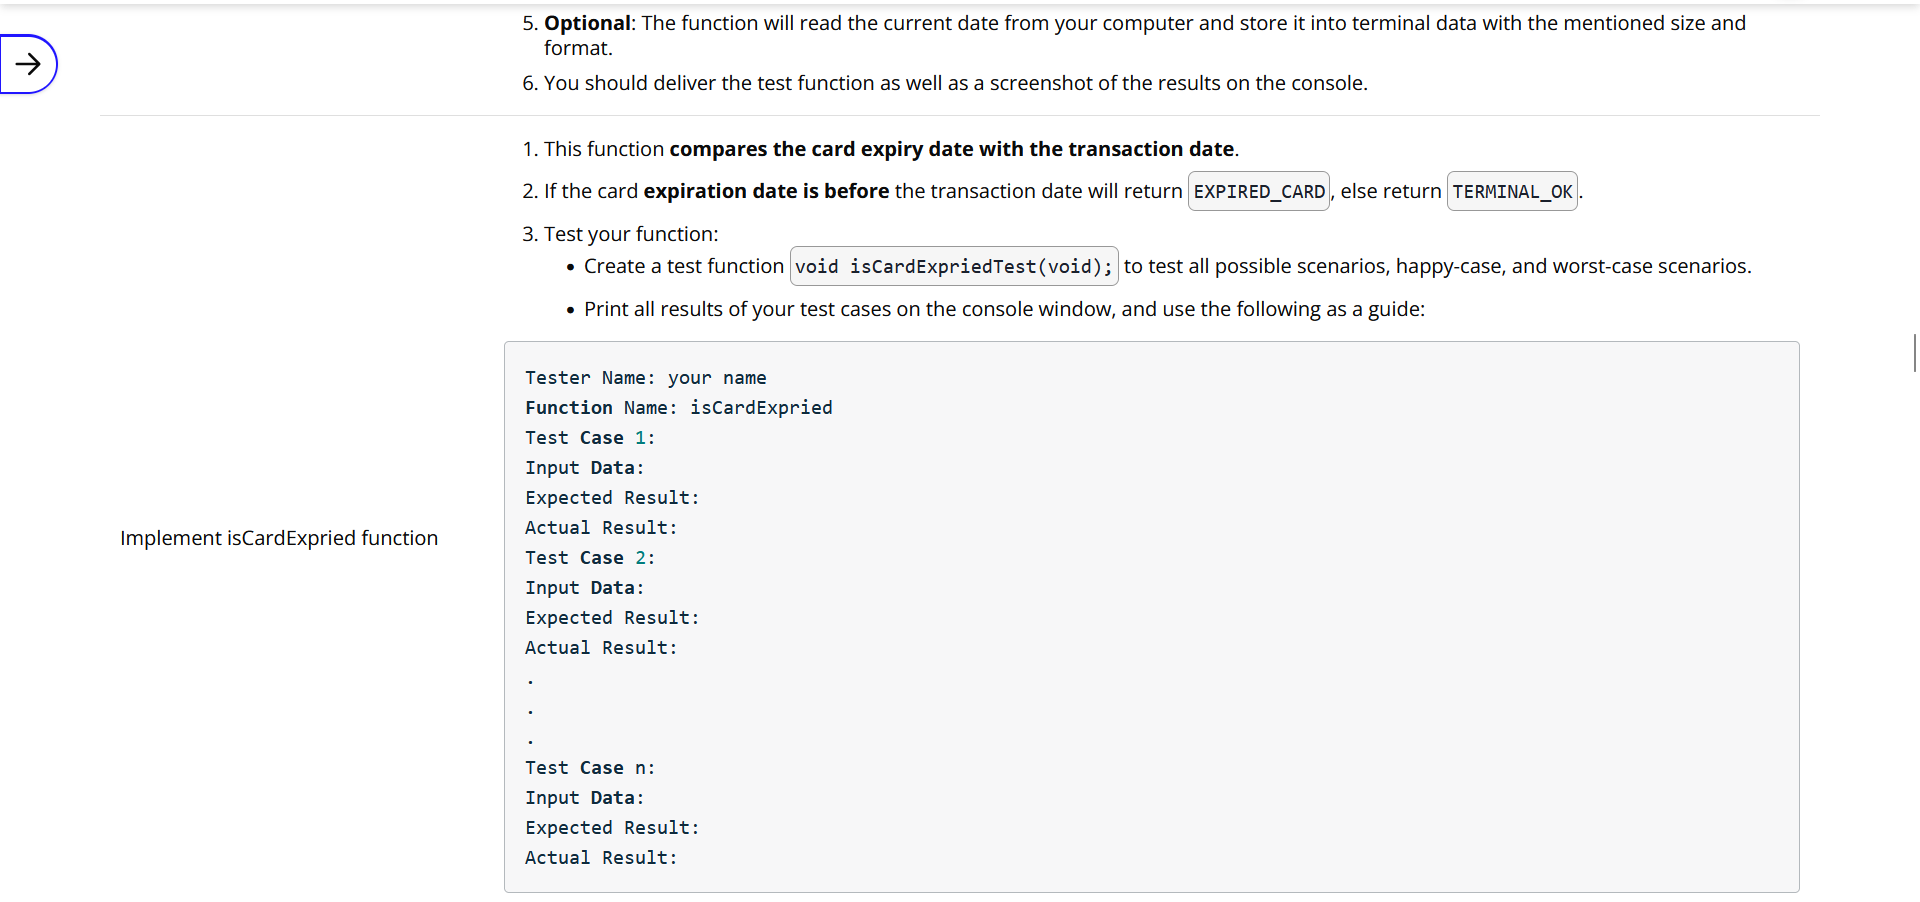 5. Optional: The function will read the current date from your computer and store it into terminal data with the mentioned size and
format.
6. You should deliver the test function as well as a screenshot of the results on the console.
1. This function compares the card expiry date with the transaction date.
2. If the card expiration date is before the transaction date will return EXPIRED_CARD, else return TERMINAL_OK.
3. Test your function:
• Create a test function void isCardExpriedTest(void); to test all possible scenarios, happy-case, and worst-case scenarios.
• Print all results of your test cases on the console window, and use the following as a guide:
Implement isCardExpried function
Tester Name: your name
Function Name: isCardExpried
Test Case 1:
Input Data:
Expected Result:
Actual Result:
Test Case 2:
Input Data:
Expected Result:
Actual Result:
.
.
.
Test Case n:
Input Data:
Expected Result:
Actual Result: